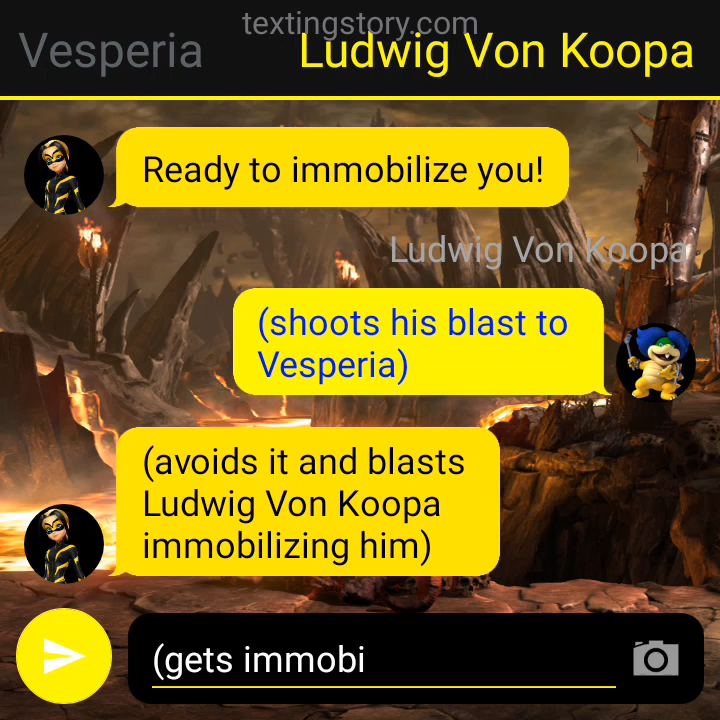 textingstory.com
Vesperia
Ludwig Von Koopa
Ready to immobilize you!
Ludwig Von Koopa
(shoots his blast to
Vesperia)
(avoids it and blasts
Ludwig Von Koopa
immobilizing him)
(gets immobi